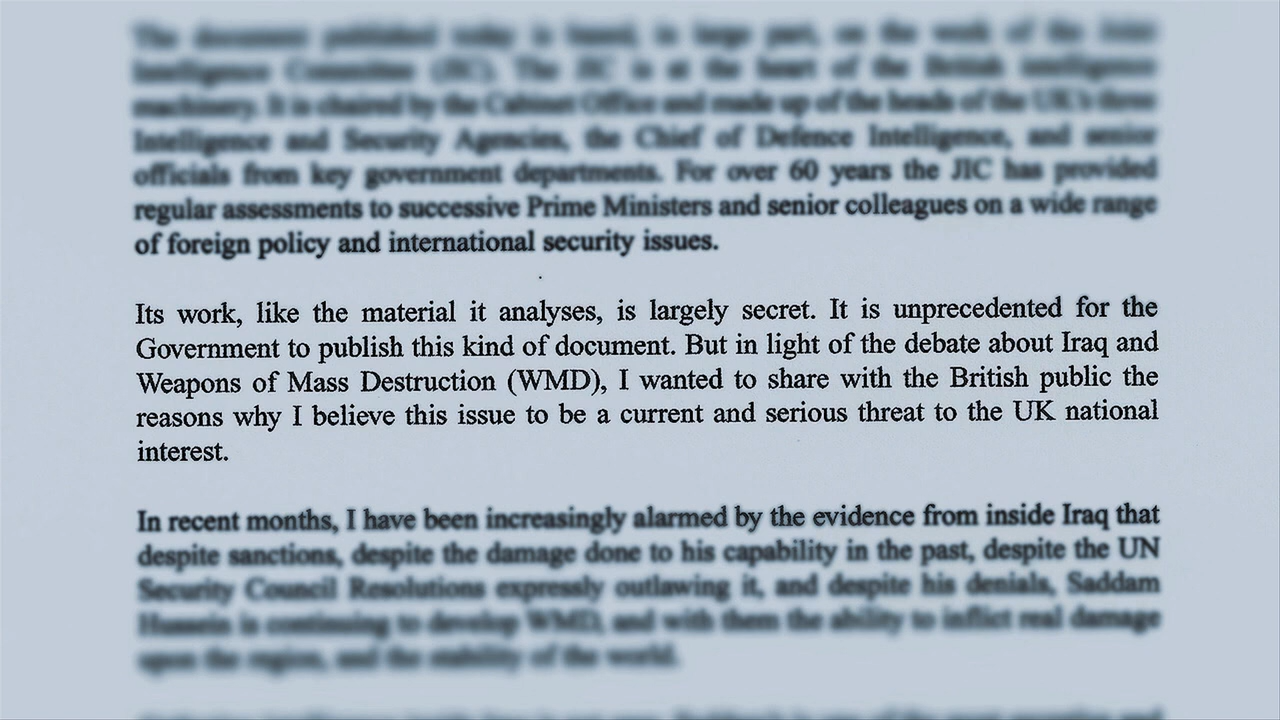 The document published today is based, in large part, on the work of the Joint
Intelligence Committee (JIC). The JIC is at the heart of the British intelligence
machinery. It is chaired by the Cabinet Office and made up of the heads of the UK's three
Intelligence and Security Agencies, the Chief of Defence Intelligence, and senior
officials from key government departments. For over 60 years the JIC has provided
regular assessments to successive Prime Ministers and senior colleagues on a wide range
of foreign policy and international security issues.
Its work, like the material it analyses, is largely secret. It is unprecedented for the
Government to publish this kind of document. But in light of the debate about Iraq and
Weapons of Mass Destruction (WMD), I wanted to share with the British public the
reasons why I believe this issue to be a current and serious threat to the UK national
interest.
In recent months, I have been increasingly alarmed by the evidence from inside Iraq that
despite sanctions, despite the damage done to his capability in the past, despite the UN
Security Council Resolutions expressly outlawing it, and despite his denials, Saddam
Hussein is continuing to develop WMD, and with them the ability to inflict real damage
upon the region, and the stability of the world.